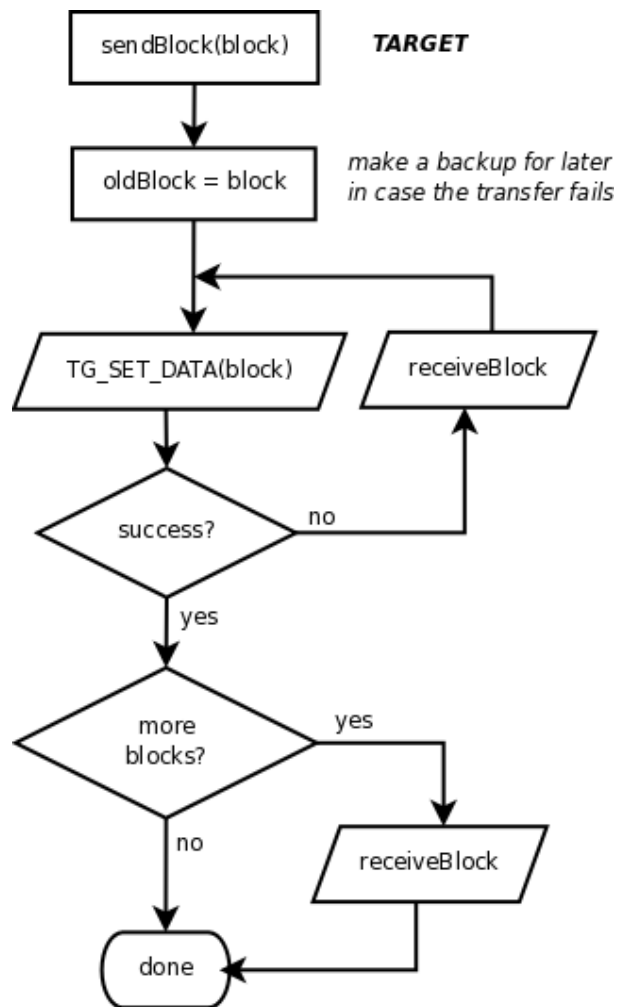 sendBlock(block)
TARGET
oldBlock = block
make a backup for later
in case the transfer fails
TG_SET_DATA(block)
receiveBlock
success?
no
yes
more
blocks?
yes
no
receiveBlock
done